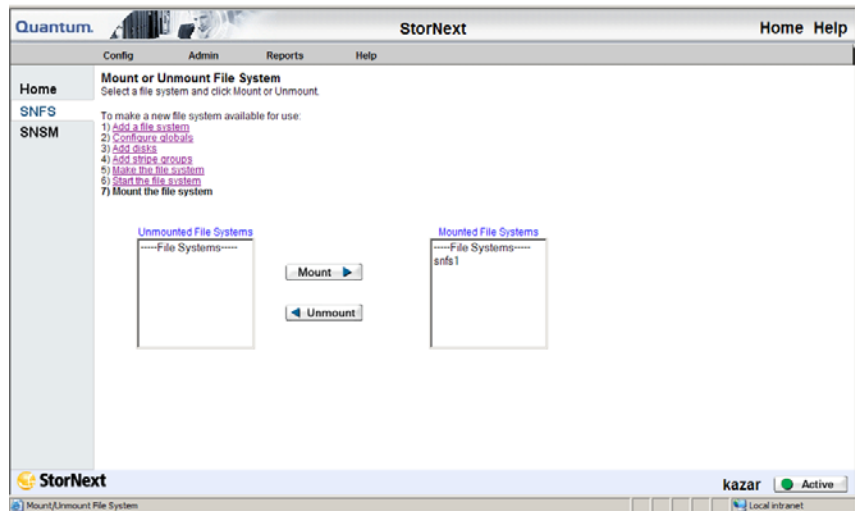 Quantum.
StorNext
Home Help
Config Admin Reports Help
Home
SNFS
SNSM
Mount or Unmount File System
Select a file system and click Mount or Unmount.
To make a new file system available for use:
1) Add a file system
2) Configure globals
3) Add disks
4) Add stripe groups
5) Make the file system
6) Start the file system
7) Mount the file system
Unmounted File Systems
-----File Systems-----
Mount
Unmount
Mounted File Systems
-----File Systems-----
snfs1
StorNext
kazar Active
Mount/Unmount File System
Local intranet